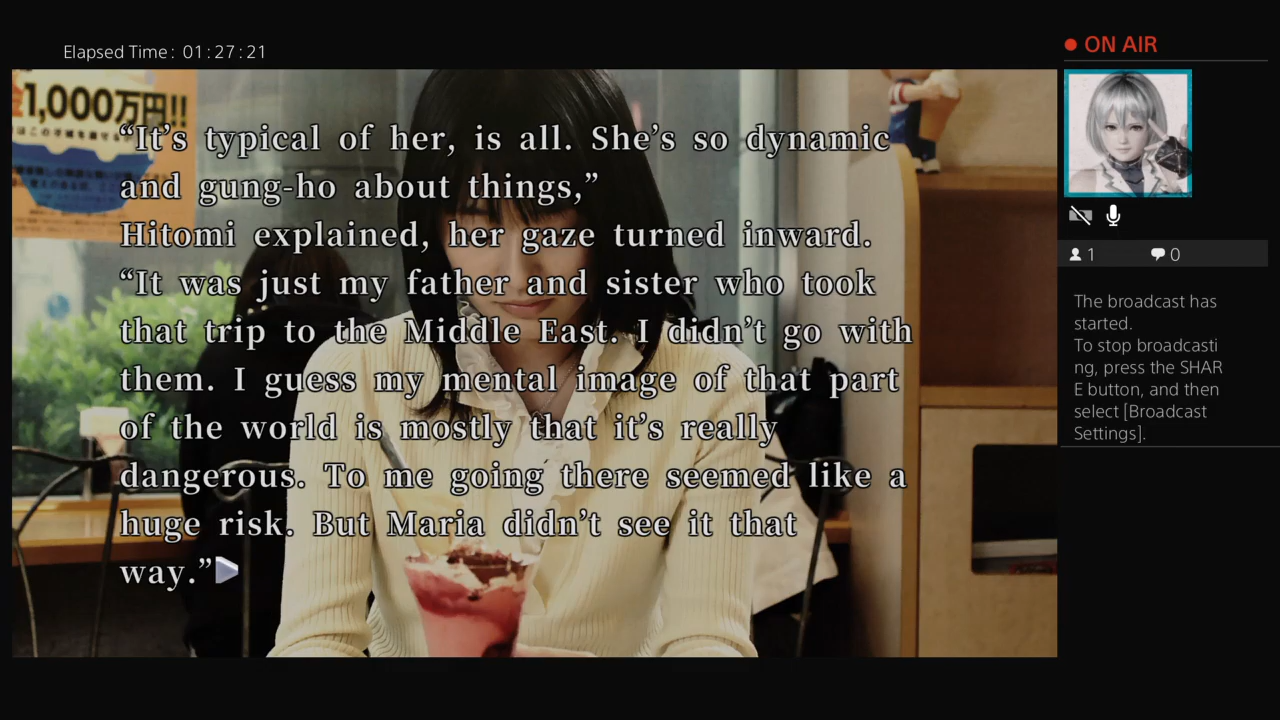 Elapsed Time: 01:27:21
ON AIR
1,000万円!!
“It’s typical of her, is all. She’s so dynamic
and gung-ho about things,”
Hitomi explained, her gaze turned inward.
“It was just my father and sister who took
that trip to the Middle East. I didn’t go with
them. I guess my mental image of that part
of the world is mostly that it’s really
dangerous. To me going there seemed like a
huge risk. But Maria didn’t see it that
way.”
1
0
The broadcast has
started.
To stop broadcasti
ng, press the SHAR
E button, and then
select [Broadcast
Settings].